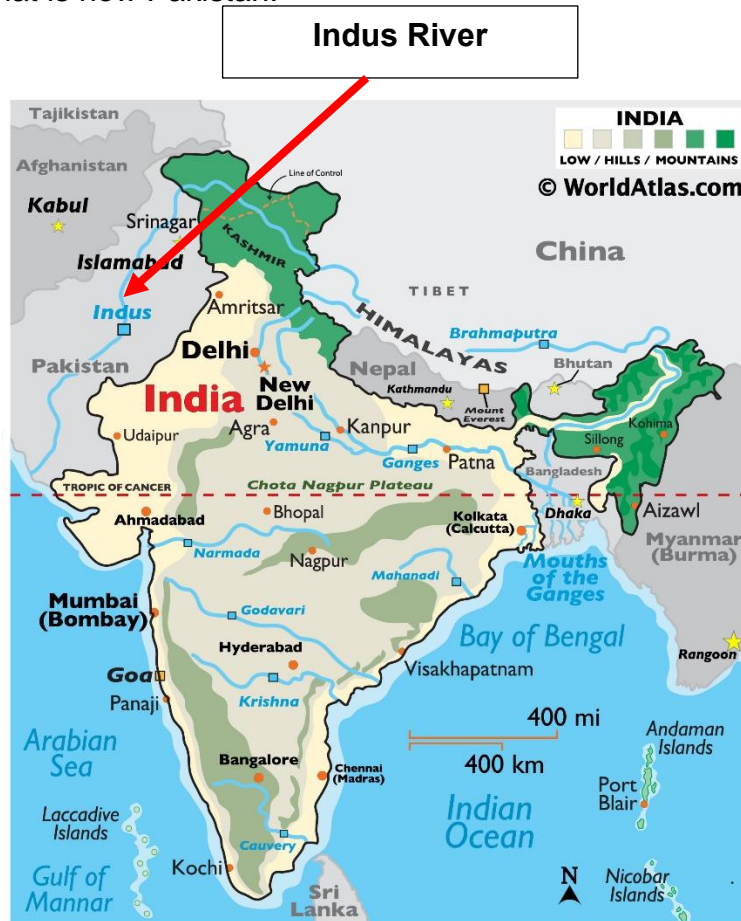 hat is now Pakistan.
Indus River
Tajikistan
INDIA
LOW / HILLS / MOUNTAINS
© WorldAtlas.com
Afghanistan
Kabul
Line of Control
Srinagar
Islamabad
KASHMIR
China
TIBET
Indus
Amritsar
HIMALAYAS
Brahmaputra
Pakistan
Delhi
Nepal
Bhutan
Kathmandu
Mount
Everest
India
New
Delhi
Udaipur
Agra
Kanpur
Yamuna
Ganges
Patna
Kohima
Sillong
Bangladesh
TROPIC OF CANCER
Chota Nagpur Plateau
Ahmadabad
Bhopal
Kolkata
(Calcutta)
Dhaka
Aizawl
Myanmar
(Burma)
Narmada
Nagpur
Mahanadi
Mouths
of the
Ganges
Mumbai
(Bombay)
Godavari
Hyderabad
Bay of Bengal
Rangoon
Goa
Visakhapatnam
Krishna
Panaji
400 mi
400 km
Andaman
Islands
Arabian
Sea
Bangalore
Chennai
(Madras)
Port
Blair
Laccadive
Islands
Indian
Ocean
Cauvery
Kochi
Gulf of
Mannar
N
Nicobar
Islands
Sri
Lanka